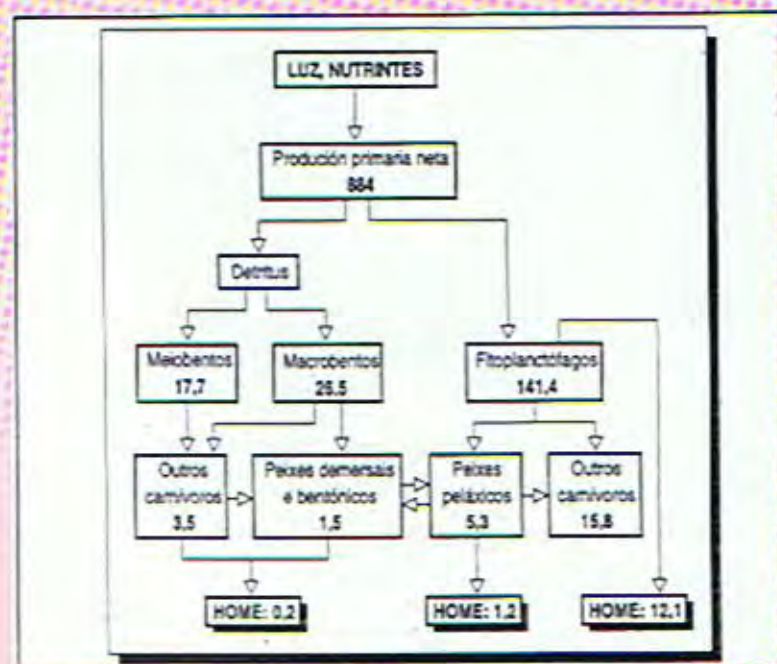 LUZ, NUTRINTES
Produción primaria neta
884
Detritus
Meiobentos
17,7
Macrobentos
26,5
Fitoplanctófagos
141,4
Outros
carnívoros
3,5
Peixes demersais
e bentónicos
1,5
Peixes
peláxicos
5,3
Outros
carnívoros
15,8
HOME: 0,2
HOME: 1,2
HOME: 12,1